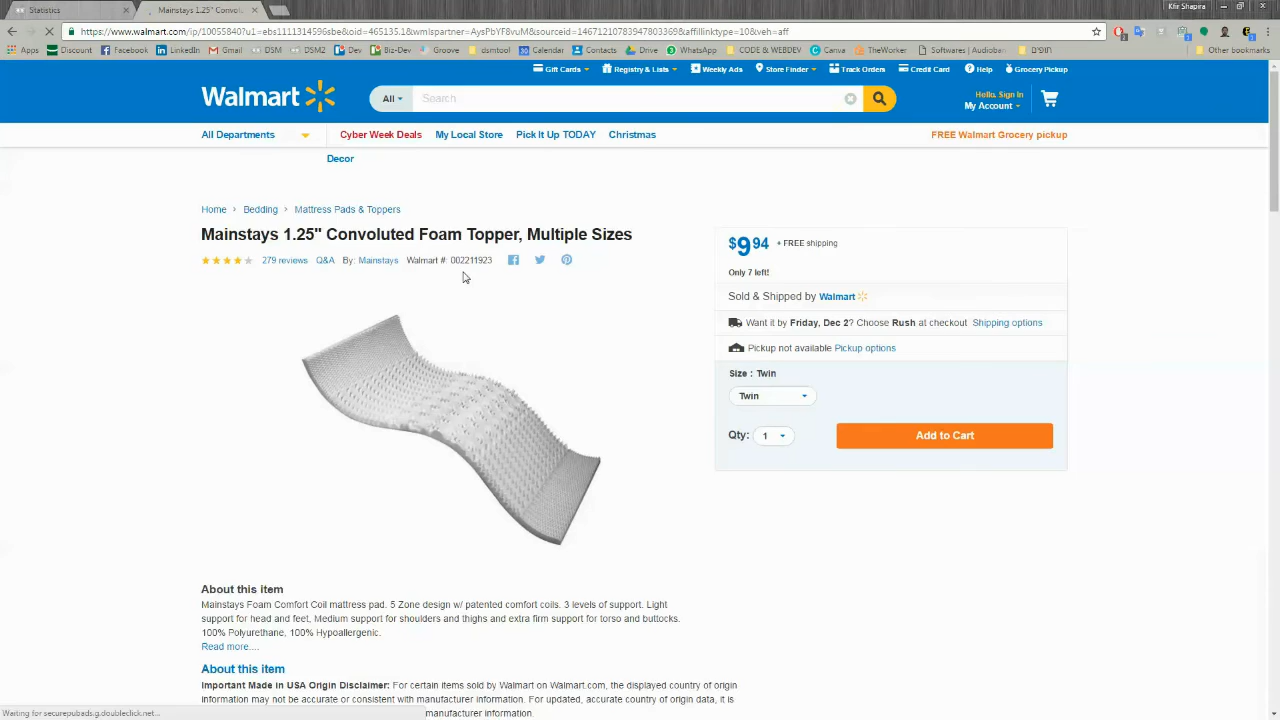 Statistics
Mainstays 1.25" Convolu
Kfir Shapira
https://www.walmart.com/ip/10055840?u1=ebs1111314596sbe&oid=465135.1&wmlspartner=AysPbYF8vuM&sourceid=14671210783947803369&affillinktype=10&veh=aff
Apps Discount Facebook LinkedIn Gmail DSM DSM2 Dev Biz-Dev Groove dsmtool Calendar Contacts Drive WhatsApp CODE & WEBDEV Canva TheWorker Softwares | Audioban Other bookmarks
Gift Cards Registry & Lists Weekly Ads Store Finder Track Orders Credit Card Help Grocery Pickup
Walmart All Search Hello. Sign In
My Account
All Departments Cyber Week Deals My Local Store Pick It Up TODAY Christmas FREE Walmart Grocery pickup
Decor
Home › Bedding › Mattress Pads & Toppers
Mainstays 1.25" Convoluted Foam Topper, Multiple Sizes
279 reviews Q&A By: Mainstays Walmart #: 002211923
$9.94 + FREE shipping
Only 7 left!
Sold & Shipped by Walmart
Want it by Friday, Dec 2? Choose Rush at checkout Shipping options
Pickup not available Pickup options
Size : Twin
Twin
Qty: 1 Add to Cart
About this item
Mainstays Foam Comfort Coil mattress pad. 5 Zone design w/ patented comfort coils. 3 levels of support. Light
support for head and feet, Medium support for shoulders and thighs and extra firm support for torso and buttocks.
100% Polyurethane, 100% Hypoallergenic.
Read more....
About this item
Important Made in USA Origin Disclaimer: For certain items sold by Walmart on Walmart.com, the displayed country of origin
information may not be accurate or consistent with manufacturer information. For updated, accurate country of origin data, it is
manufacturer information.
Waiting for securepubads.g.doubleclick.net...